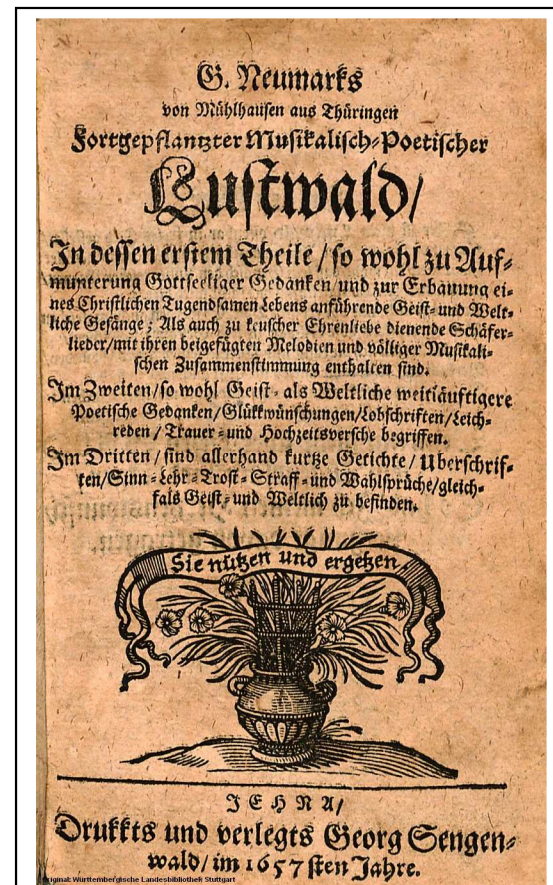 G. Neumarks
von Mühlhausen aus Thüringen
Fortgepflantzter Musikalisch-Poetischer
Lustwald/
In dessen erstem Theile / so wohl zu Auf-
munterung Gottseeliger Gedanken / und zur Erbauung ei-
nes Christlichen Tugendsamen Lebens anführende Geist- und Welt-
liche Gesänge; Als auch zu keuscher Ehrenliebe dienende Schäfer-
lieder/mit ihren beigefügten Melodien und völliger Musikali-
schen Zusammenstimmung enthalten sind.
Im Zweiten/so wohl Geist- als Weltliche weitläuftigere
Poetische Gedanken/Glükkwünschungen/Lobschriften/Leich-
reden / Trauer- und Hochzeitsversche begriffen.
Im Dritten / sind allerhand kurtze Getichte / Uberschrif-
ten/Sinn-Lehr-Trost-Straff-und Wahlsprüche/gleich-
fals Geist- und Weltlich zu befinden.
Sie nützen und ergetzen
JEHNA/
Drukkts und verlegts Georg Sengen-
wald/ im 1657sten Jahre.
Original: Württembergische Landesbibliothek Stuttgart